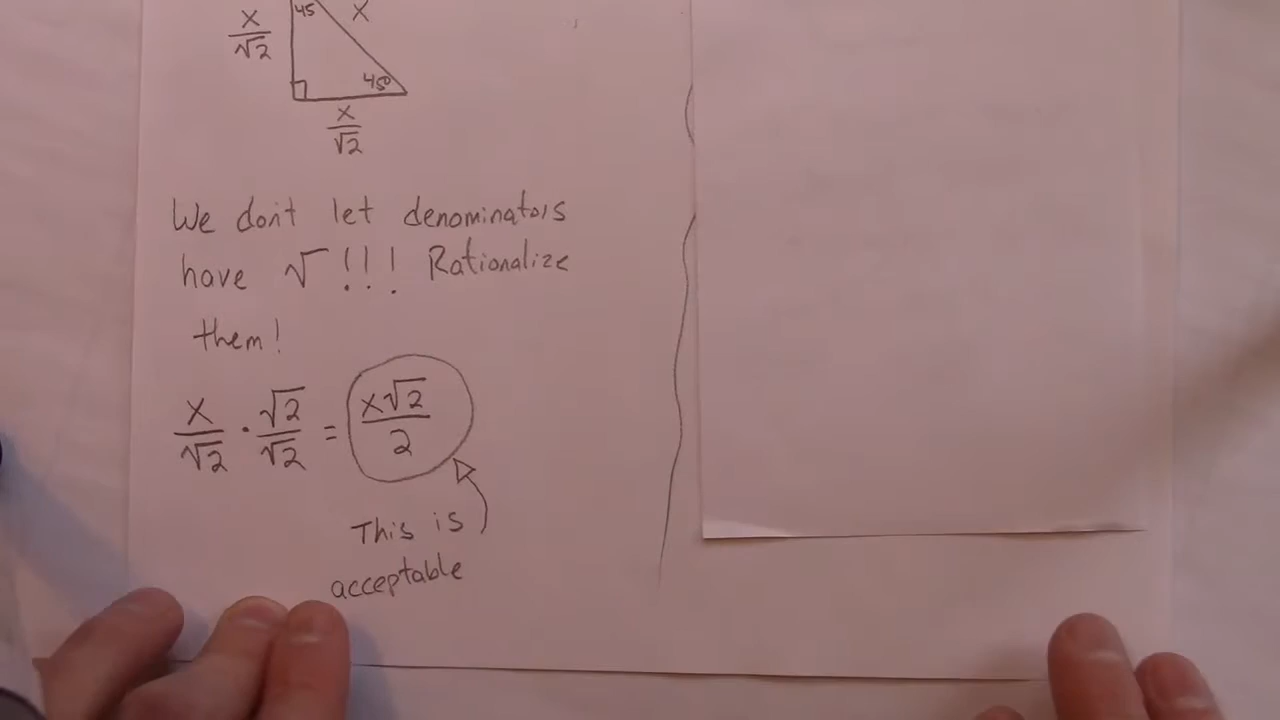 45
x
x/√2
45°
x/√2
We don't let denominators
have √ !!! Rationalize
them!
x/√2 · √2/√2 = x√2/2
This is
acceptable